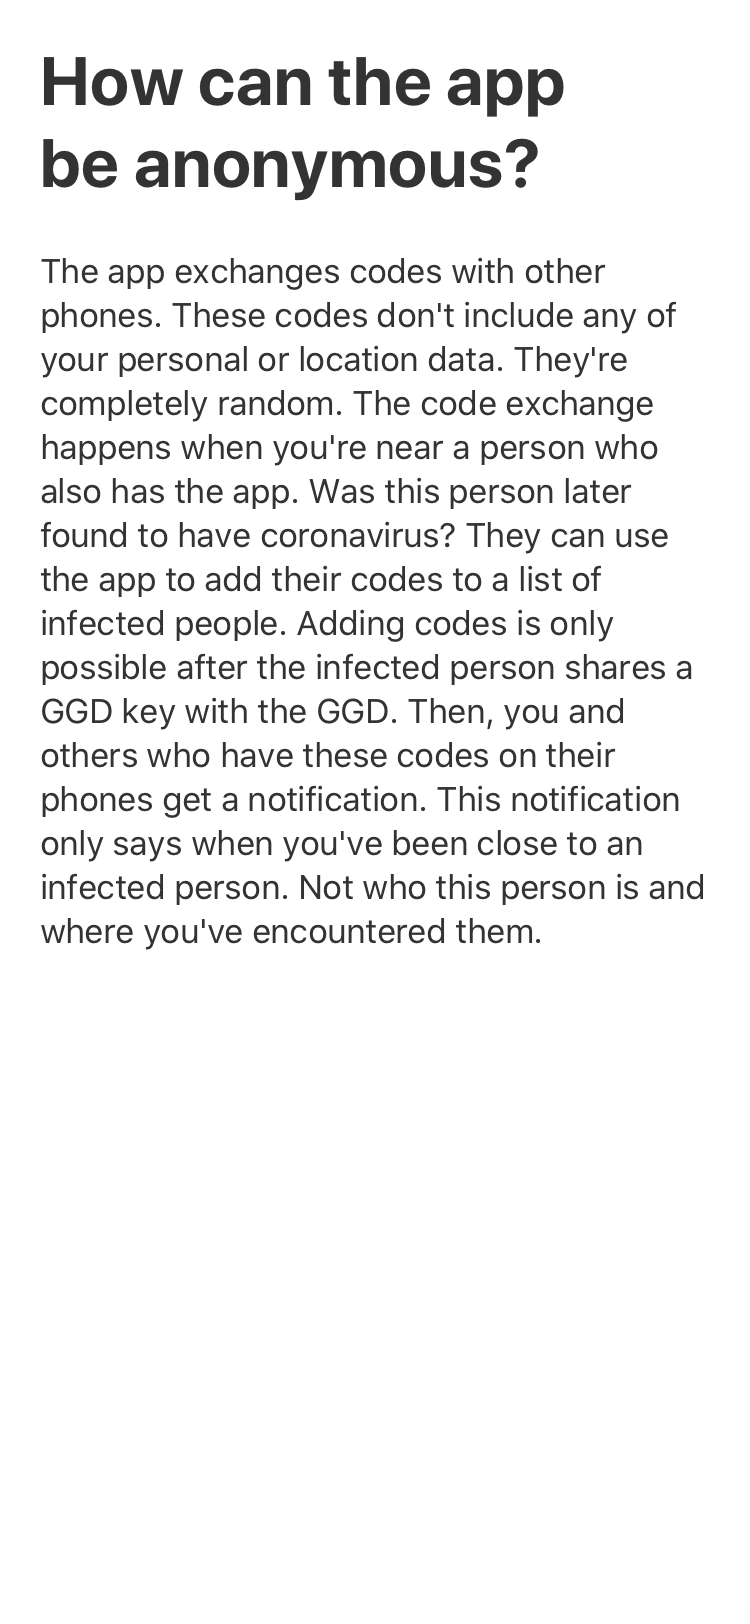 How can the app
be anonymous?
The app exchanges codes with other
phones. These codes don't include any of
your personal or location data. They're
completely random. The code exchange
happens when you're near a person who
also has the app. Was this person later
found to have coronavirus? They can use
the app to add their codes to a list of
infected people. Adding codes is only
possible after the infected person shares a
GGD key with the GGD. Then, you and
others who have these codes on their
phones get a notification. This notification
only says when you've been close to an
infected person. Not who this person is and
where you've encountered them.